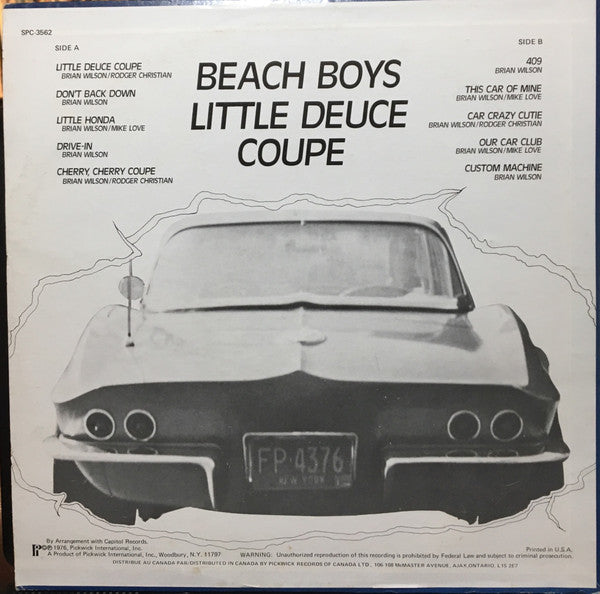 SPC-3562
SIDE A
LITTLE DEUCE COUPE
BRIAN WILSON/RODGER CHRISTIAN
DON'T BACK DOWN
BRIAN WILSON
LITTLE HONDA
BRIAN WILSON/MIKE LOVE
DRIVE-IN
BRIAN WILSON
CHERRY, CHERRY COUPE
BRIAN WILSON/RODGER CHRISTIAN
BEACH BOYS
LITTLE DEUCE
COUPE
SIDE B
409
BRIAN WILSON
THIS CAR OF MINE
BRIAN WILSON/MIKE LOVE
CAR CRAZY CUTIE
BRIAN WILSON/RODGER CHRISTIAN
OUR CAR CLUB
BRIAN WILSON/MIKE LOVE
CUSTOM MACHINE
BRIAN WILSON
FP·4376
NEW YORK
By Arrangement with Capitol Records.
©℗ 1976, Pickwick International, Inc.
A Product of Pickwick International, Inc., Woodbury, N.Y. 11797 WARNING: Unauthorized reproduction of this recording is prohibited by Federal Law and subject to criminal prosecution.
Printed in U.S.A.
DISTRIBUE AU CANADA PAR/DISTRIBUTED IN CANADA BY PICKWICK RECORDS OF CANADA LTD., 106-108 McMASTER AVENUE, AJAX, ONTARIO, L1S 2E7